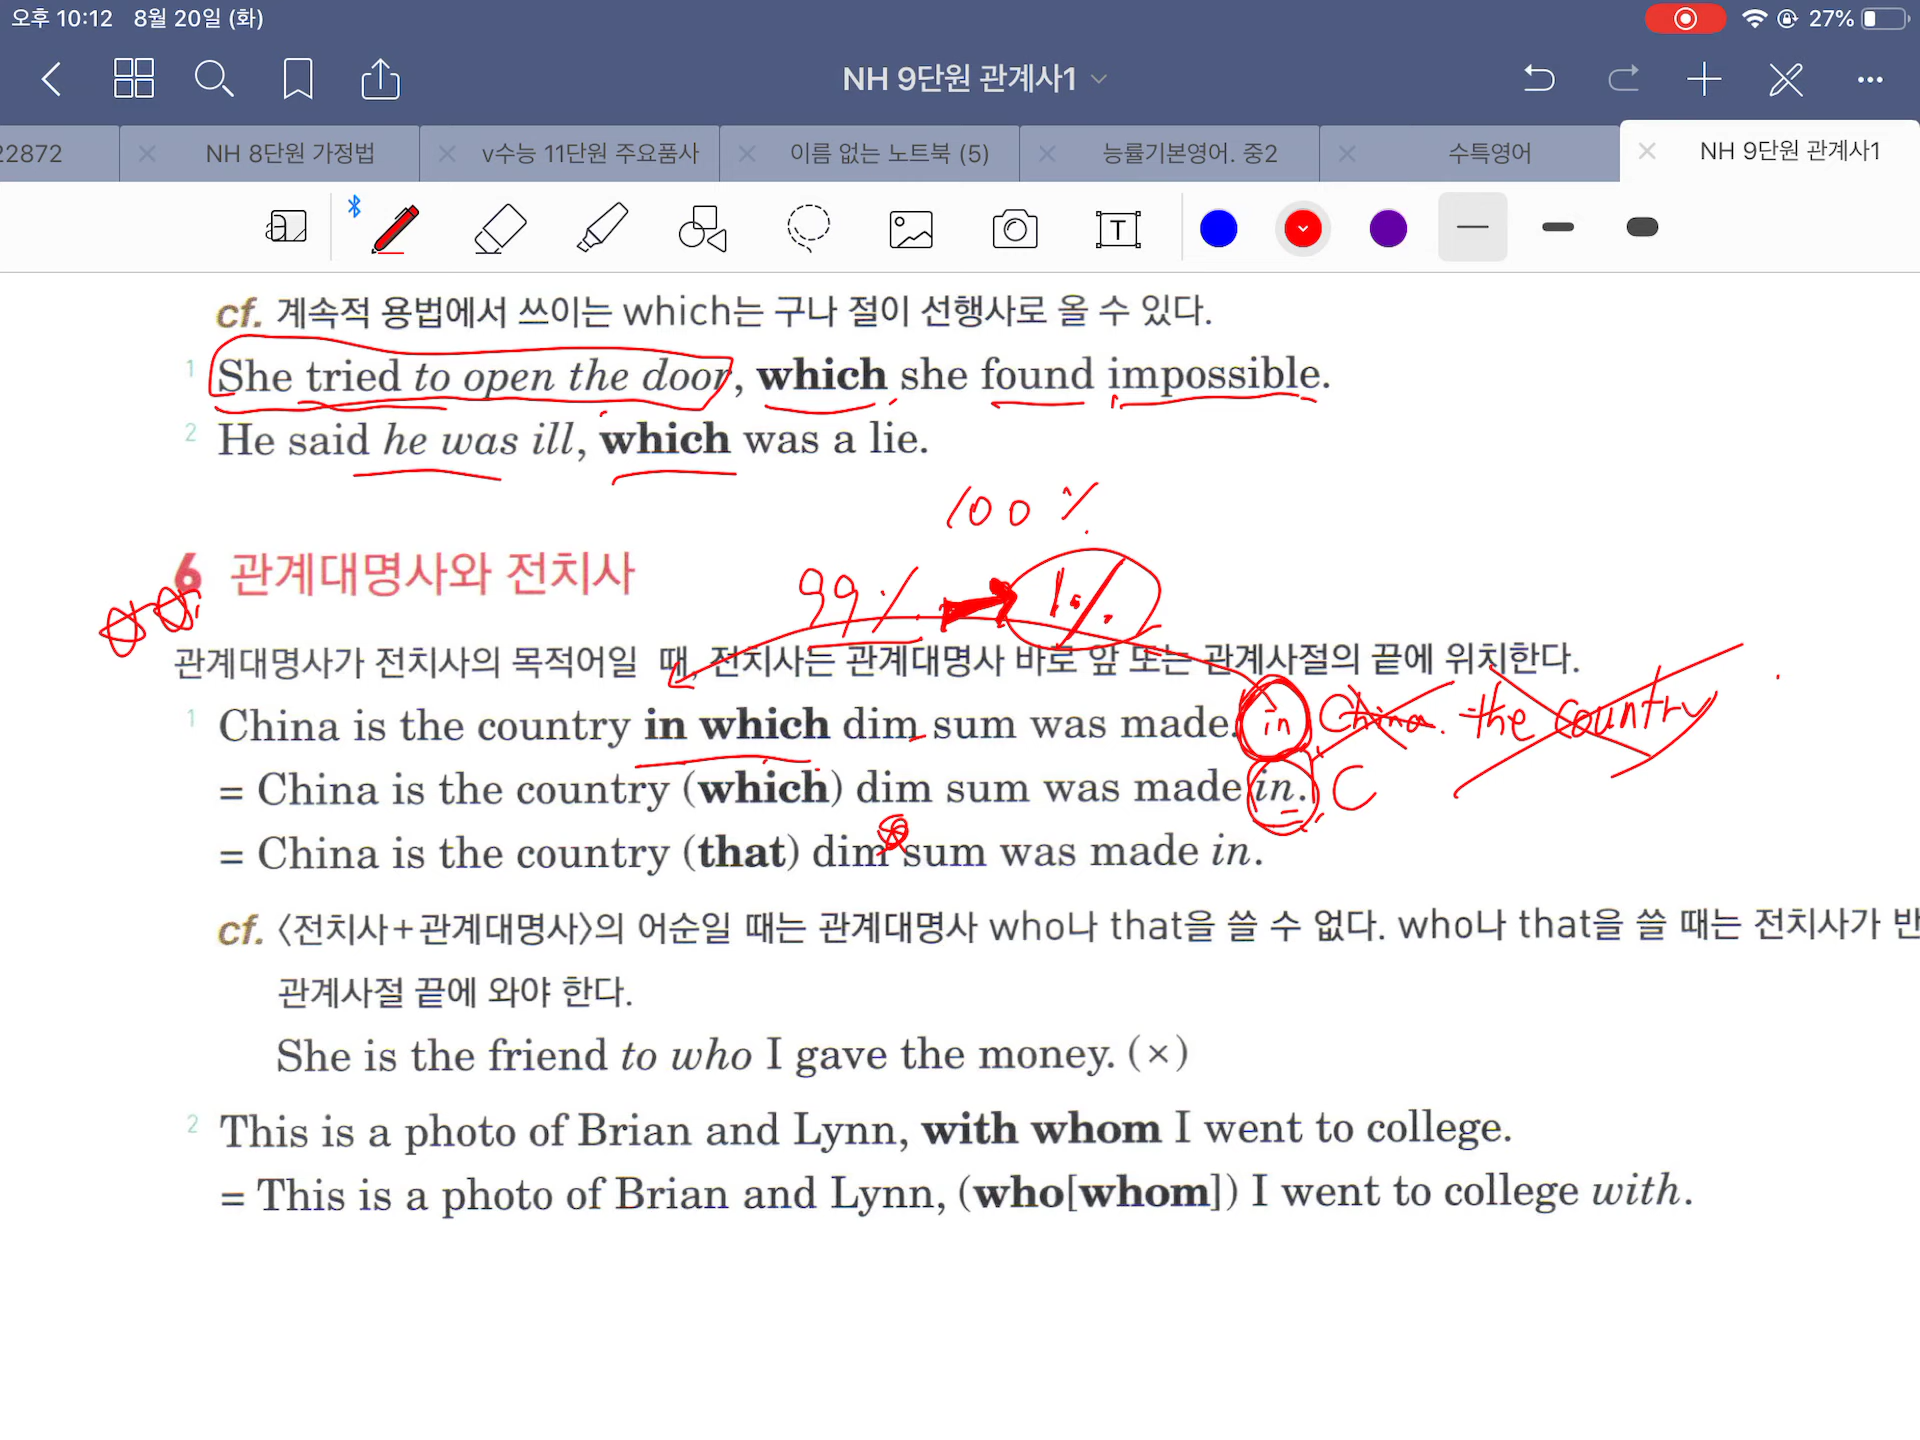 오후 10:12 8월 20일 (화) 27%
NH 9단원 관계사1
22872 NH 8단원 가정법 v수능 11단원 주요품사 이름 없는 노트북 (5) 능률기본영어. 중2 수특영어 NH 9단원 관계사1
T
cf. 계속적 용법에서 쓰이는 which는 구나 절이 선행사로 올 수 있다.
1 She tried to open the door, which she found impossible.
2 He said he was ill, which was a lie.
100 %
6 관계대명사와 전치사
99% 1%
관계대명사가 전치사의 목적어일 때, 전치사는 관계대명사 바로 앞 또는 관계사절의 끝에 위치한다.
1 China is the country in which dim sum was made. in China. the country
= China is the country (which) dim sum was made in. C
= China is the country (that) dim sum was made in.
cf. 〈전치사+관계대명사〉의 어순일 때는 관계대명사 who나 that을 쓸 수 없다. who나 that을 쓸 때는 전치사가 반
관계사절 끝에 와야 한다.
She is the friend to who I gave the money. (×)
2 This is a photo of Brian and Lynn, with whom I went to college.
= This is a photo of Brian and Lynn, (who[whom]) I went to college with.